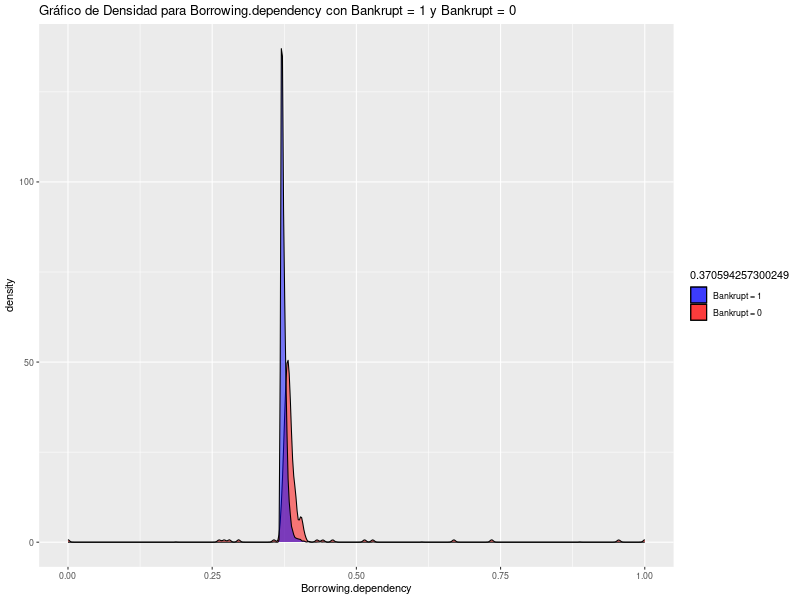 Gráfico de Densidad para Borrowing.dependency con Bankrupt = 1 y Bankrupt = 0
100
50
0
density
0.00 0.25 0.50 0.75 1.00
Borrowing.dependency
0.370594257300249
Bankrupt = 1
Bankrupt = 0